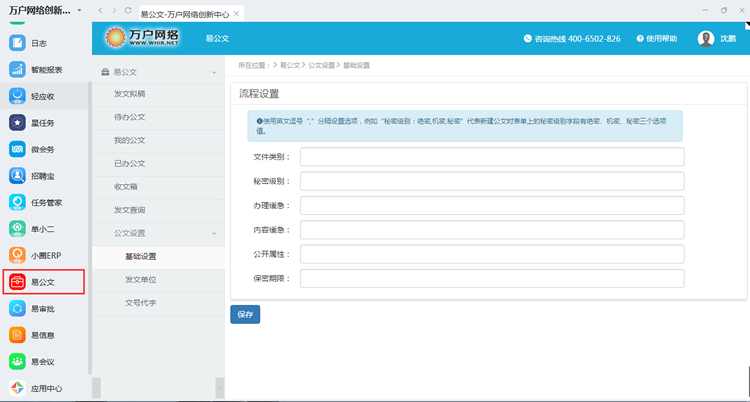 万户网络创新...
易公文-万户网络创新中心
万户网络
WWW.WHIR.NET
易公文
咨询热线 400-6502-826
使用帮助
沈鹏
日志
智能报表
轻应收
星任务
微会务
招聘宝
任务管家
单小二
小圈ERP
易公文
易审批
易信息
易会议
应用中心
易公文
发文拟稿
待办公文
我的公文
已办公文
收文箱
发文查询
公文设置
基础设置
发文单位
文号代字
所在位置： > 易公文 > 公文设置 > 基础设置
流程设置
使用英文逗号 "," 分隔设置选项，例如 "秘密级别：绝密,机密,秘密" 代表新建公文时表单上的秘密级别字段有绝密、机密、秘密三个选项值。
文件类别：
秘密级别：
办理缓急：
内容缓急：
公开属性：
保密期限：
保存